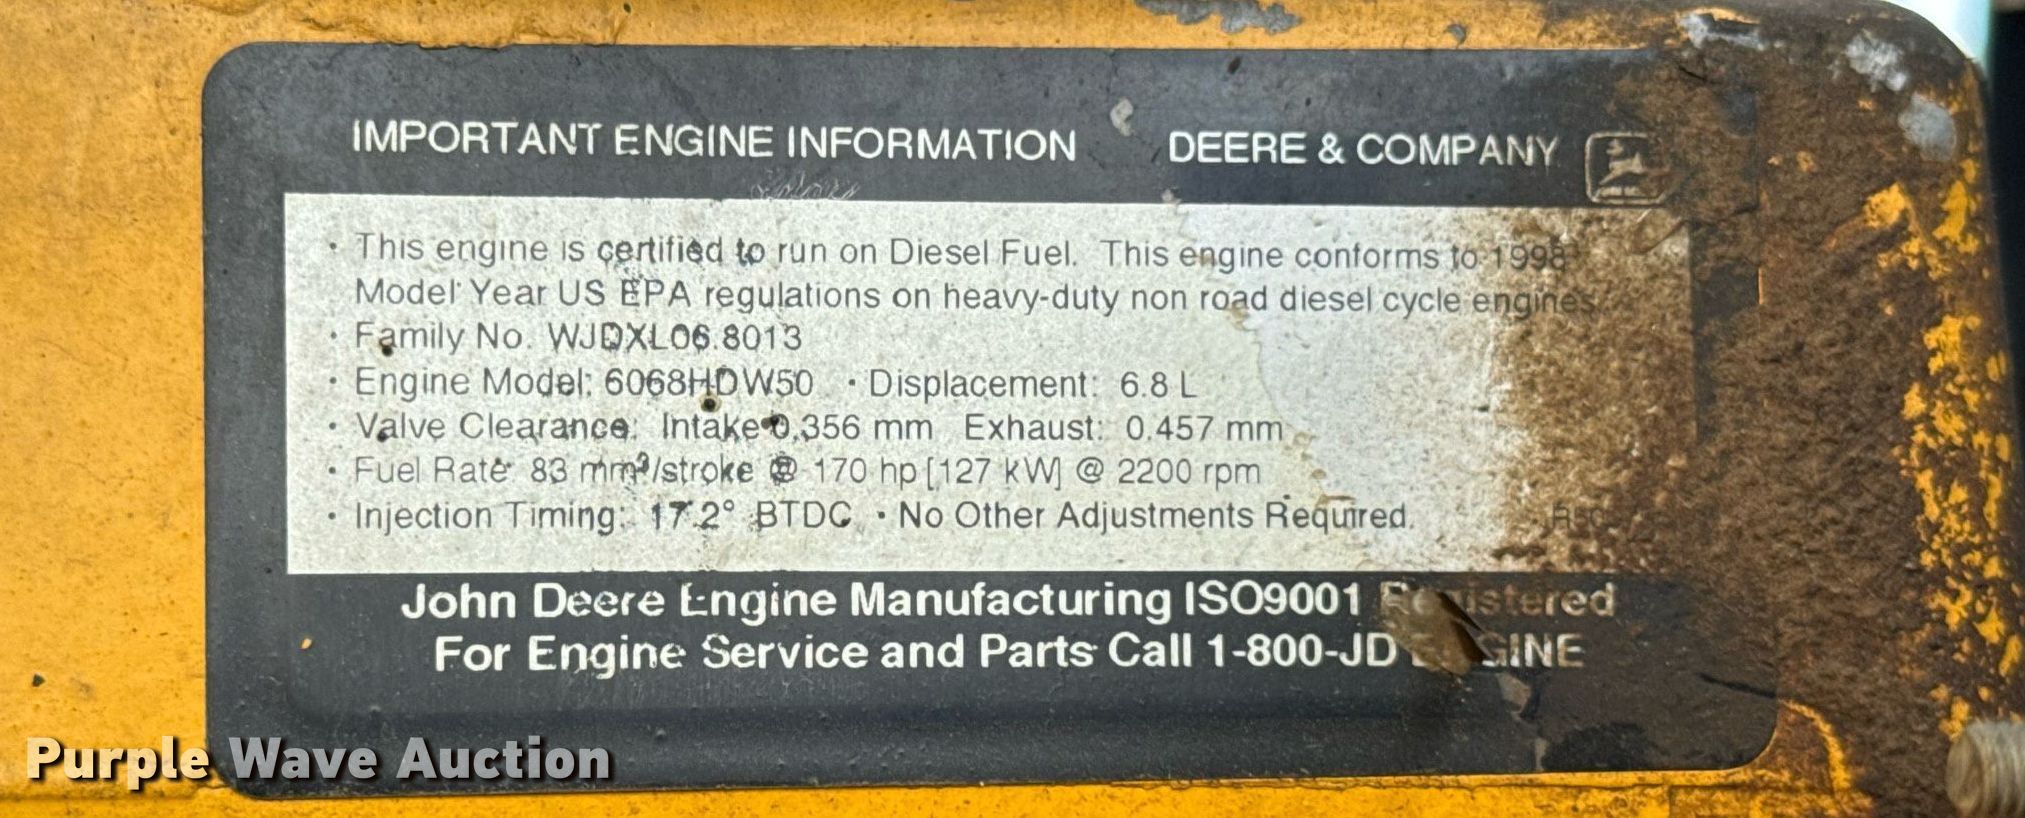 IMPORTANT ENGINE INFORMATION DEERE & COMPANY
• This engine is certified to run on Diesel Fuel. This engine conforms to 1998
Model Year US EPA regulations on heavy-duty non road diesel cycle engines.
• Family No. WJDXL06.8013
• Engine Model: 6068HDW50 • Displacement: 6.8 L
• Valve Clearance: Intake 0.356 mm Exhaust: 0.457 mm
• Fuel Rate: 83 mm³/stroke @ 170 hp [127 kW] @ 2200 rpm
• Injection Timing: 17.2° BTDC • No Other Adjustments Required.
John Deere Engine Manufacturing ISO9001 Registered
For Engine Service and Parts Call 1-800-JD ENGINE
Purple Wave Auction